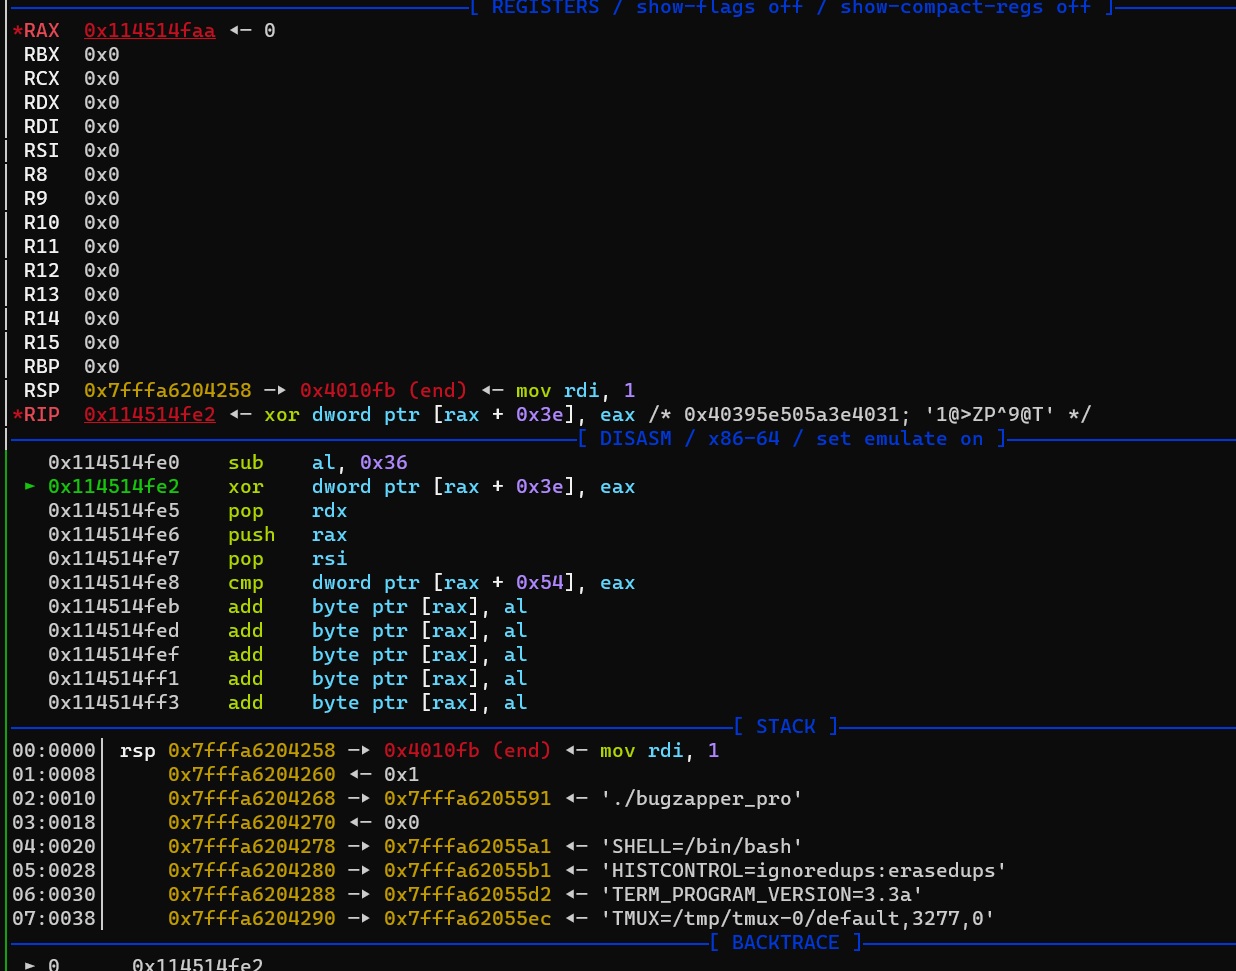 [ REGISTERS / show-flags off / show-compact-regs off ]
*RAX 0x114514faa ◂— 0
RBX 0x0
RCX 0x0
RDX 0x0
RDI 0x0
RSI 0x0
R8 0x0
R9 0x0
R10 0x0
R11 0x0
R12 0x0
R13 0x0
R14 0x0
R15 0x0
RBP 0x0
RSP 0x7fffa6204258 —▸ 0x4010fb (end) ◂— mov rdi, 1
*RIP 0x114514fe2 ◂— xor dword ptr [rax + 0x3e], eax /* 0x40395e505a3e4031; '1@>ZP^9@T' */
[ DISASM / x86-64 / set emulate on ]
0x114514fe0 sub al, 0x36
► 0x114514fe2 xor dword ptr [rax + 0x3e], eax
0x114514fe5 pop rdx
0x114514fe6 push rax
0x114514fe7 pop rsi
0x114514fe8 cmp dword ptr [rax + 0x54], eax
0x114514feb add byte ptr [rax], al
0x114514fed add byte ptr [rax], al
0x114514fef add byte ptr [rax], al
0x114514ff1 add byte ptr [rax], al
0x114514ff3 add byte ptr [rax], al
[ STACK ]
00:0000│ rsp 0x7fffa6204258 —▸ 0x4010fb (end) ◂— mov rdi, 1
01:0008│ 0x7fffa6204260 ◂— 0x1
02:0010│ 0x7fffa6204268 —▸ 0x7fffa6205591 ◂— './bugzapper_pro'
03:0018│ 0x7fffa6204270 ◂— 0x0
04:0020│ 0x7fffa6204278 —▸ 0x7fffa62055a1 ◂— 'SHELL=/bin/bash'
05:0028│ 0x7fffa6204280 —▸ 0x7fffa62055b1 ◂— 'HISTCONTROL=ignoredups:erasedups'
06:0030│ 0x7fffa6204288 —▸ 0x7fffa62055d2 ◂— 'TERM_PROGRAM_VERSION=3.3a'
07:0038│ 0x7fffa6204290 —▸ 0x7fffa62055ec ◂— 'TMUX=/tmp/tmux-0/default,3277,0'
[ BACKTRACE ]
► 0 0x114514fe2